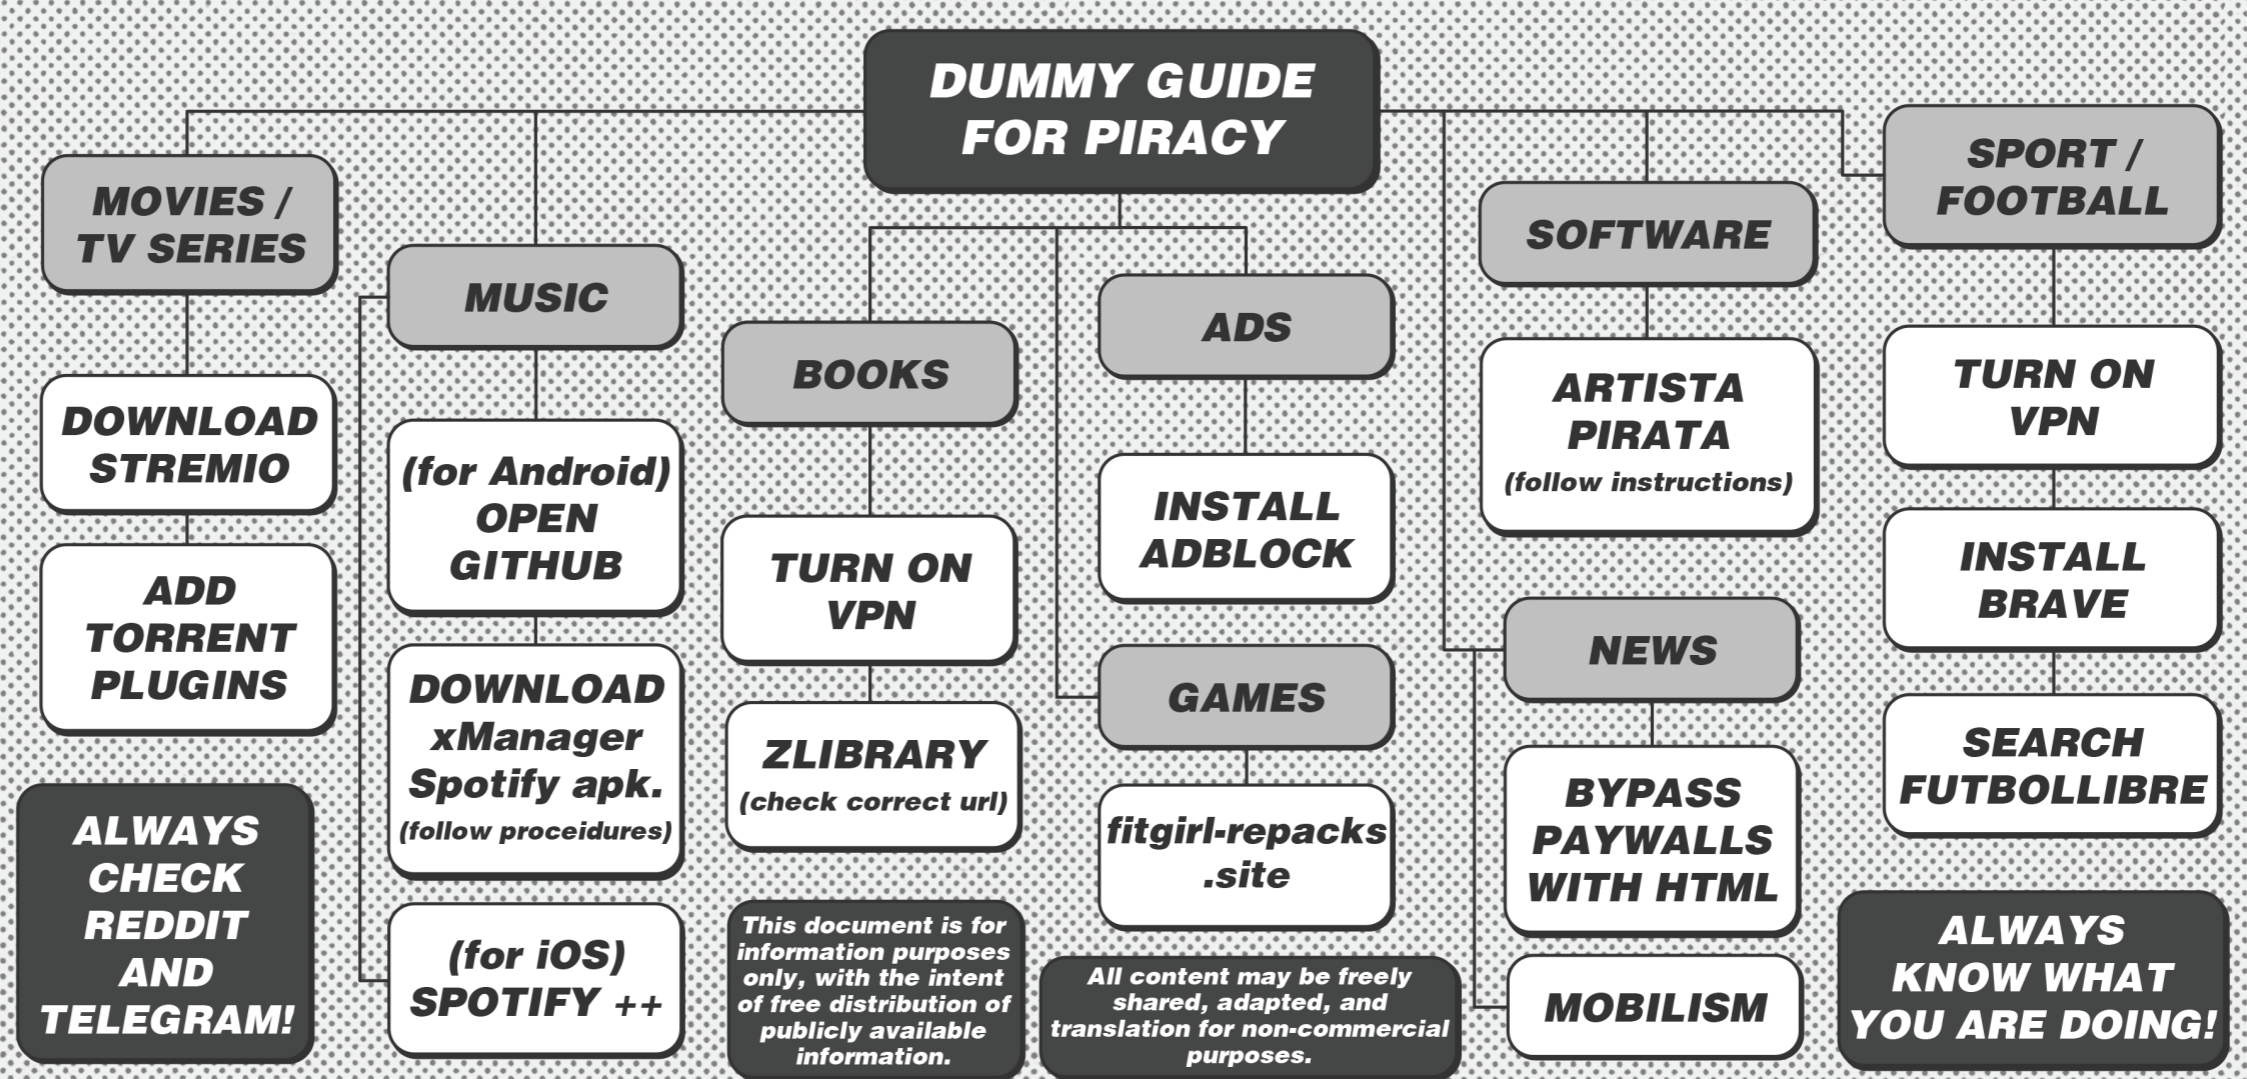 DUMMY GUIDE
FOR PIRACY
MOVIES /
TV SERIES
DOWNLOAD
STREMIO
ADD
TORRENT
PLUGINS
ALWAYS
CHECK
REDDIT
AND
TELEGRAM!
MUSIC
(for Android)
OPEN
GITHUB
DOWNLOAD
xManager
Spotify apk.
(follow proceidures)
(for iOS)
SPOTIFY ++
BOOKS
TURN ON
VPN
ZLIBRARY
(check correct url)
This document is for
information purposes
only, with the intent
of free distribution of
publicly available
information.
ADS
INSTALL
ADBLOCK
GAMES
fitgirl-repacks
.site
All content may be freely
shared, adapted, and
translation for non-commercial
purposes.
SOFTWARE
ARTISTA
PIRATA
(follow instructions)
NEWS
BYPASS
PAYWALLS
WITH HTML
MOBILISM
SPORT /
FOOTBALL
TURN ON
VPN
INSTALL
BRAVE
SEARCH
FUTBOLLIBRE
ALWAYS
KNOW WHAT
YOU ARE DOING!